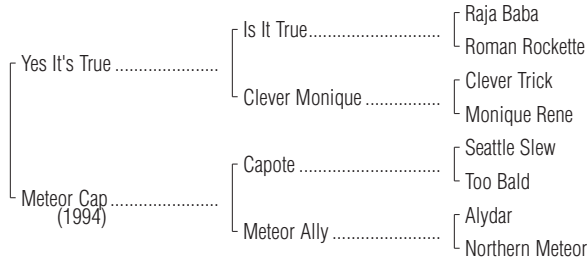 Raja Baba
Is It True
Roman Rockette
Yes It's True
Clever Trick
Clever Monique
Monique Rene
Seattle Slew
Capote
Too Bald
Meteor Cap
(1994)
Alydar
Meteor Ally
Northern Meteor